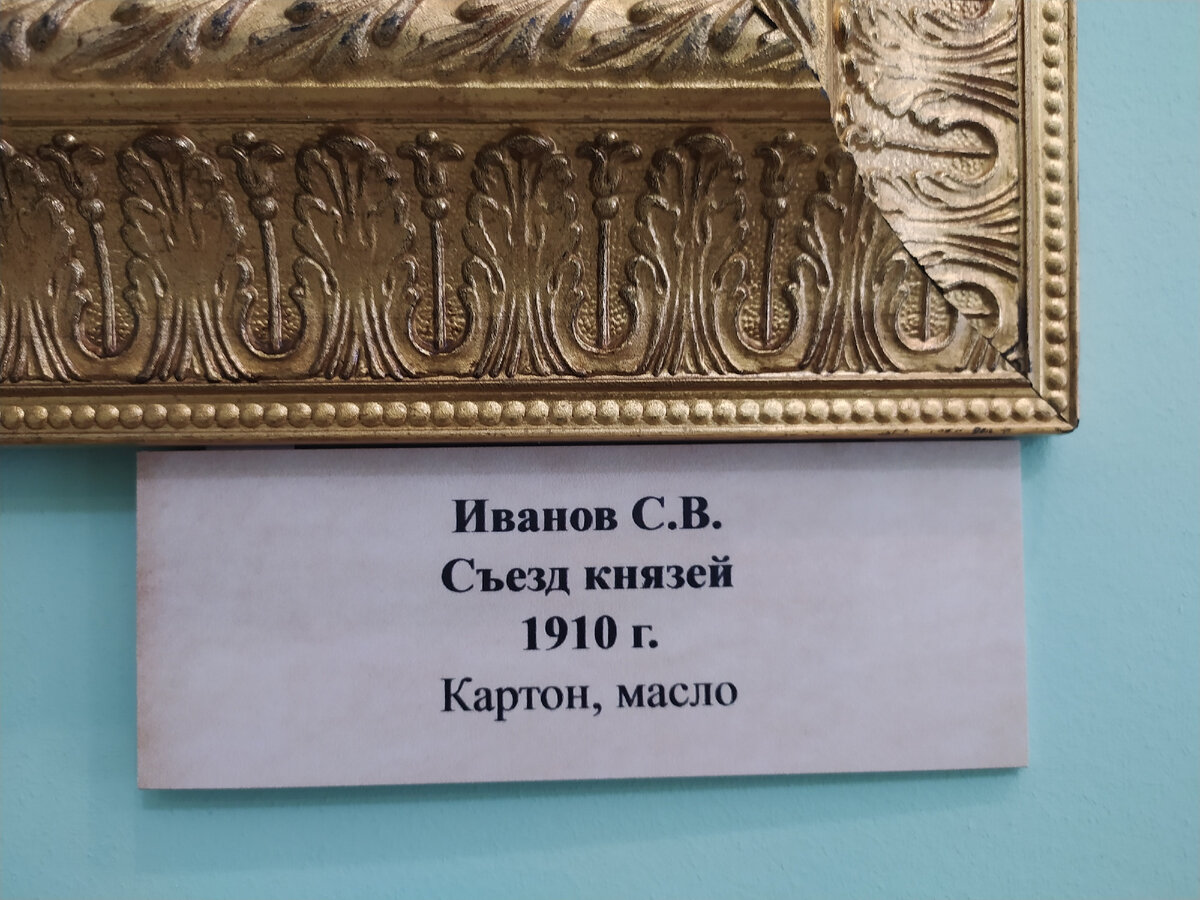 Иванов С.В.
Съезд князей
1910 г.
Картон, масло